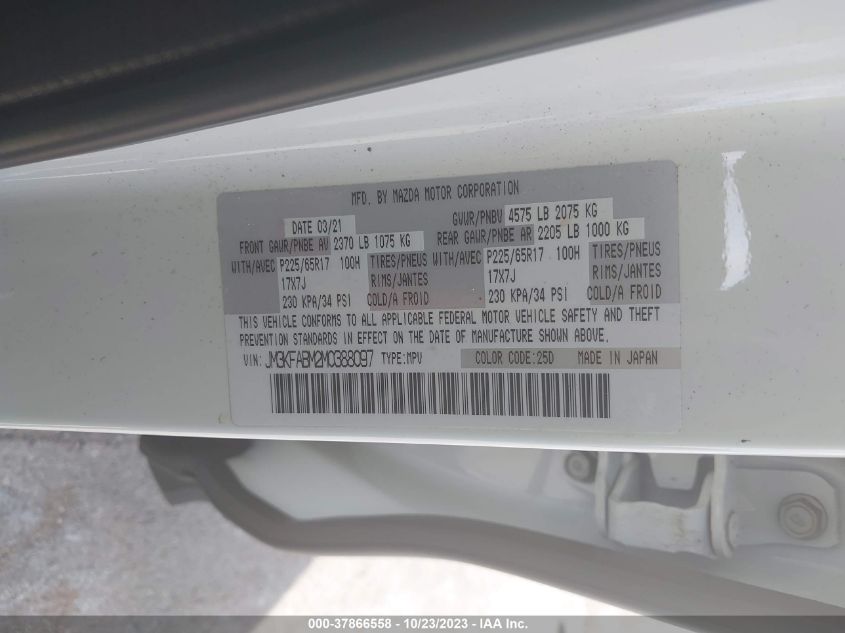 MFD. BY MAZDA MOTOR CORPORATION
DATE 03/21 GVWR/PNBV 4575 LB 2075 KG
FRONT GAWR/PNBE AV 2370 LB 1075 KG REAR GAWR/PNBE AR 2205 LB 1000 KG
WITH/AVEC P225/65R17 100H TIRES/PNEUS WITH/AVEC P225/65R17 100H TIRES/PNEUS
17X7J RIMS/JANTES 17X7J RIMS/JANTES
230 KPA/34 PSI COLD/A FROID 230 KPA/34 PSI COLD/A FROID
THIS VEHICLE CONFORMS TO ALL APPLICABLE FEDERAL MOTOR VEHICLE SAFETY AND THEFT
PREVENTION STANDARDS IN EFFECT ON THE DATE OF MANUFACTURE SHOWN ABOVE.
VIN: JM3KFABM2M0388097 TYPE:MPV COLOR CODE:25D MADE IN JAPAN
000-37866558 - 10/23/2023 - IAA Inc.